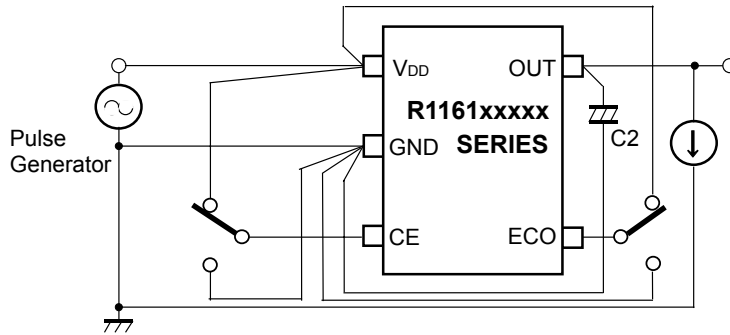 VDD
OUT
R1161xxxxx
SERIES
Pulse
Generator
GND
C2
CE
ECO